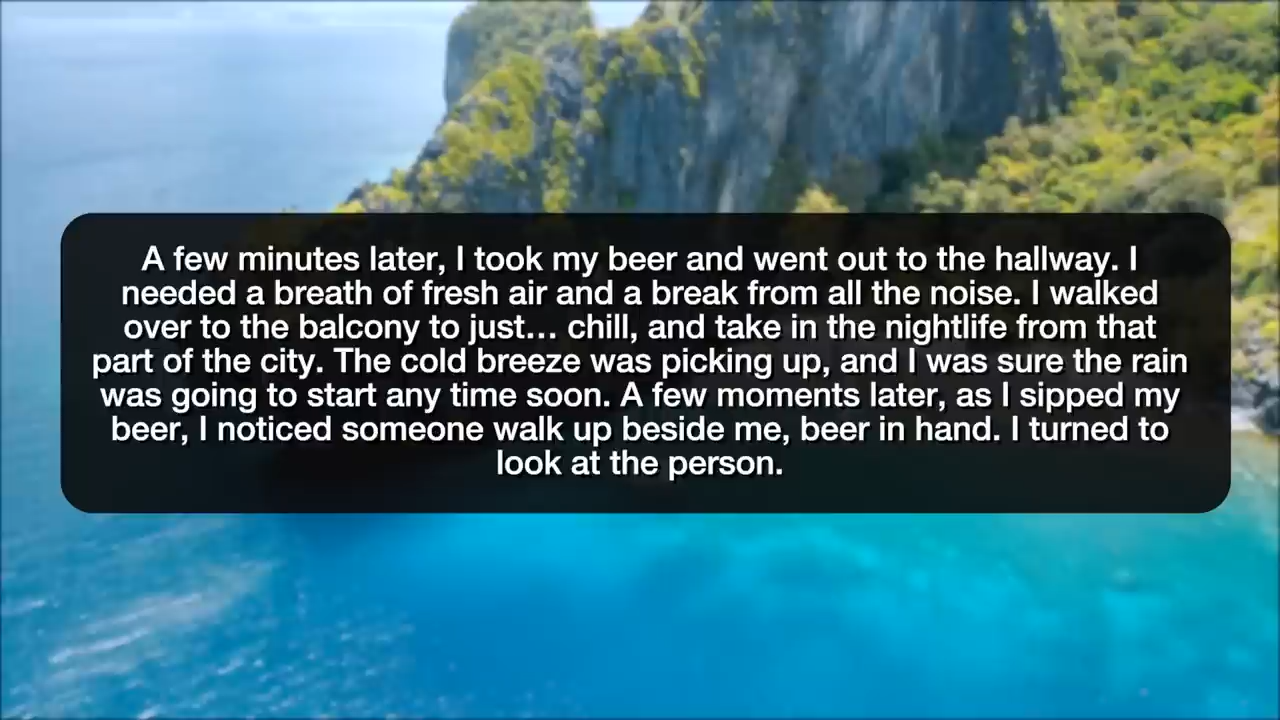 A few minutes later, I took my beer and went out to the hallway. I
needed a breath of fresh air and a break from all the noise. I walked
over to the balcony to just... chill, and take in the nightlife from that
part of the city. The cold breeze was picking up, and I was sure the rain
was going to start any time soon. A few moments later, as I sipped my
beer, I noticed someone walk up beside me, beer in hand. I turned to
look at the person.